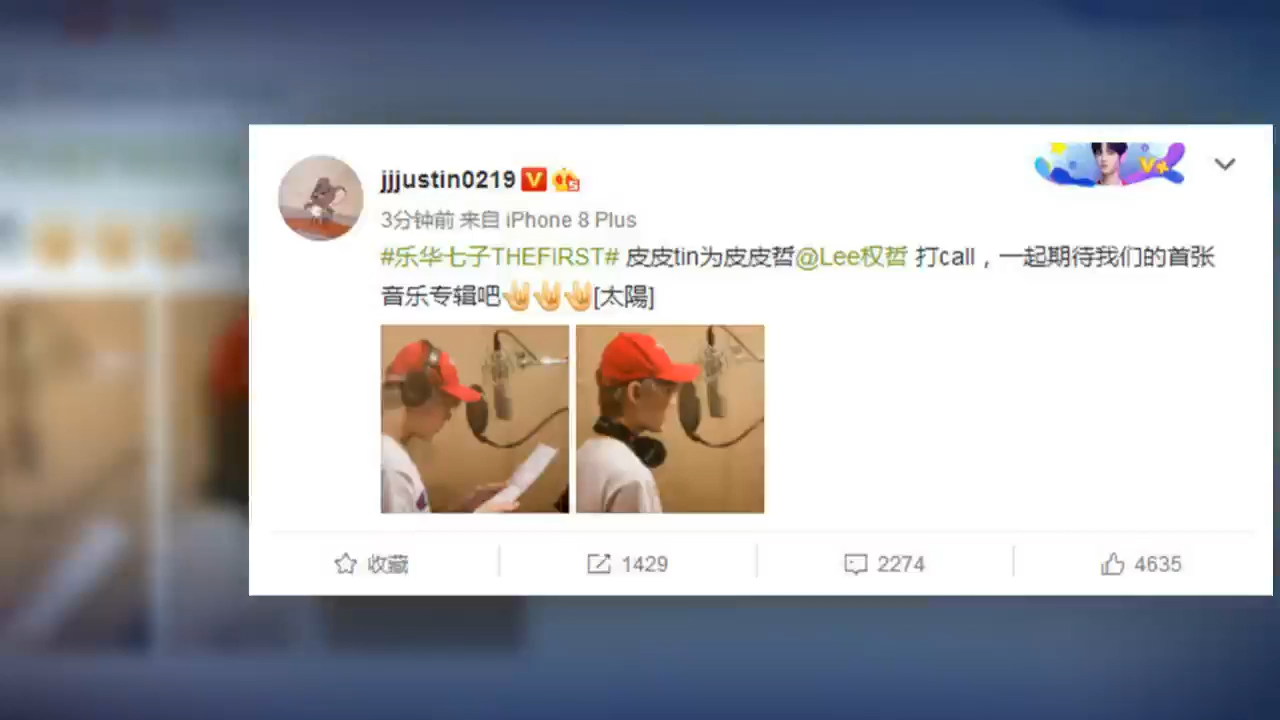 jjjustin0219
3分钟前 来自 iPhone 8 Plus
#乐华七子THEFIRST# 皮皮tin为皮皮哲@Lee权哲 打call，一起期待我们的首张
音乐专辑吧🤟🤟🤟[太陽]
收藏 1429 2274 4635